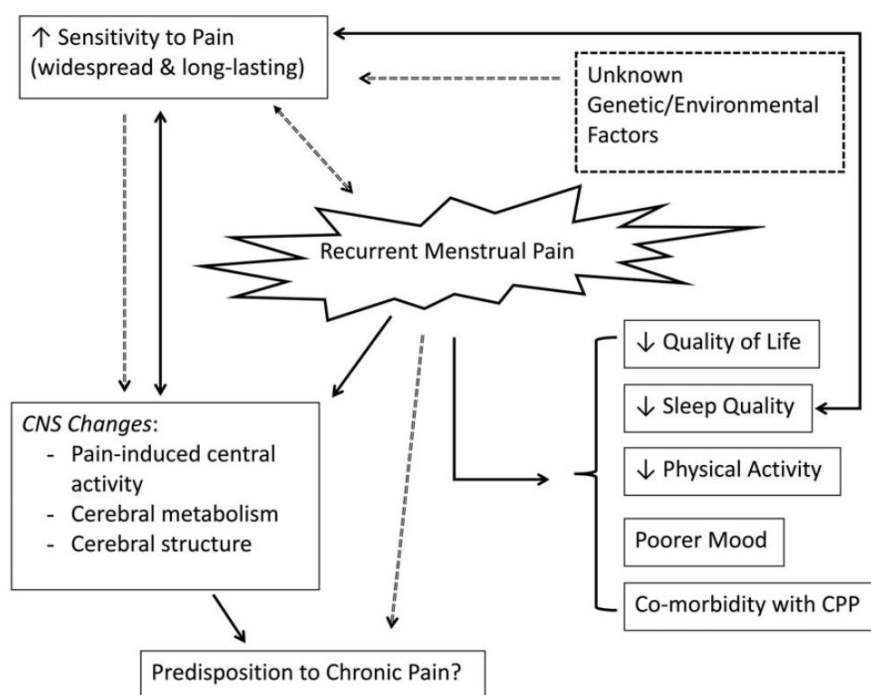 ↑ Sensitivity to Pain
(widespread & long-lasting)
Unknown
Genetic/Environmental
Factors
Recurrent Menstrual Pain
↓ Quality of Life
↓ Sleep Quality
↓ Physical Activity
Poorer Mood
Co-morbidity with CPP
CNS Changes:
- Pain-induced central
activity
- Cerebral metabolism
- Cerebral structure
Predisposition to Chronic Pain?